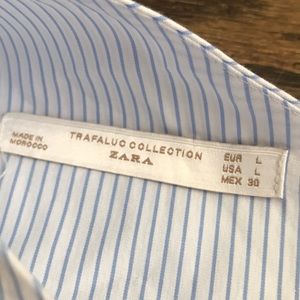 MADE IN
MOROCCO
TRAFALUC COLLECTION
ZARA
EUR L
USA L
MEX 30